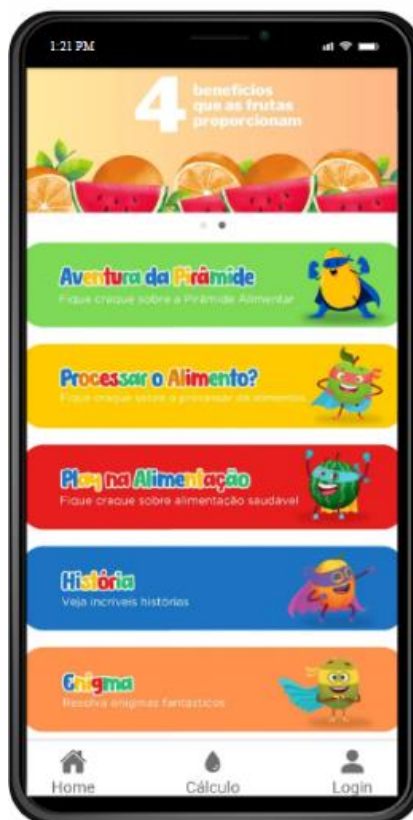 1:21 PM
4 benefícios
que as frutas
proporcionam
Aventura da Pirâmide
Fique craque sobre a Pirâmide Alimentar
Processar o Alimento?
Fique craque sobre o processar de alimentos
Play na Alimentação
Fique craque sobre alimentação saudável
História
Veja incríveis histórias
Enigma
Resolva enigmas fantásticos
Home
Cálculo
Login